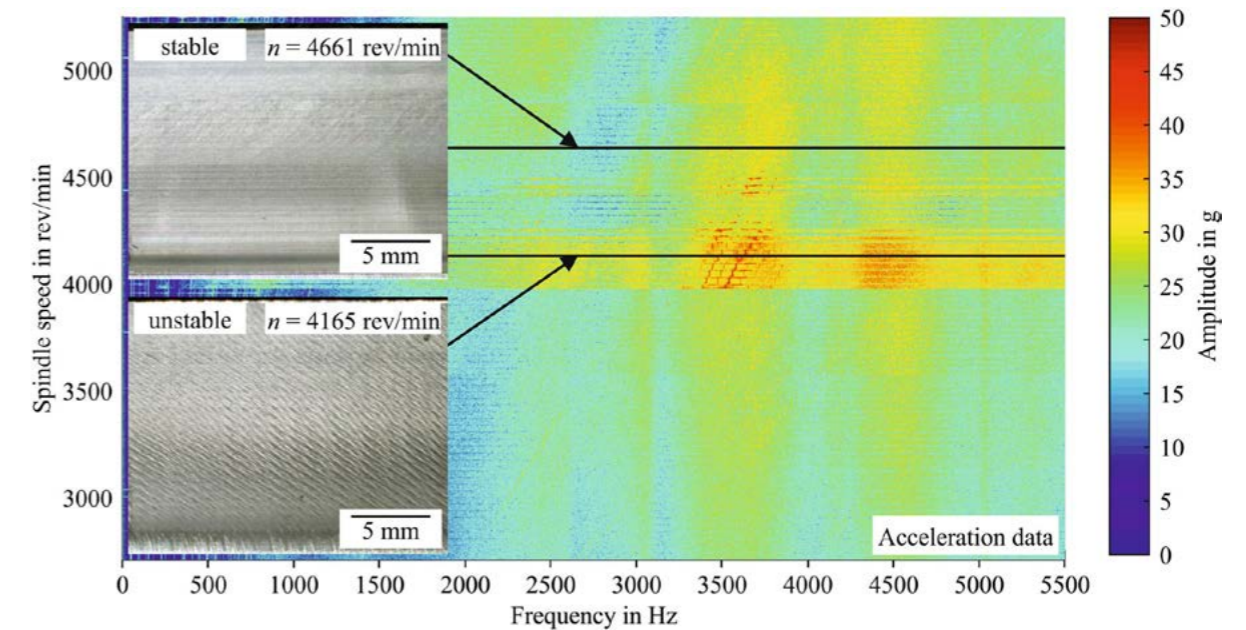 stable
n = 4661 rev/min
5 mm
unstable
n = 4165 rev/min
5 mm
Acceleration data
Spindle speed in rev/min
5000
4500
4000
3500
3000
0 500 1000 1500 2000 2500 3000 3500 4000 4500 5000 5500
Frequency in Hz
50
45
40
35
30
25
20
15
10
5
0
Amplitude in g